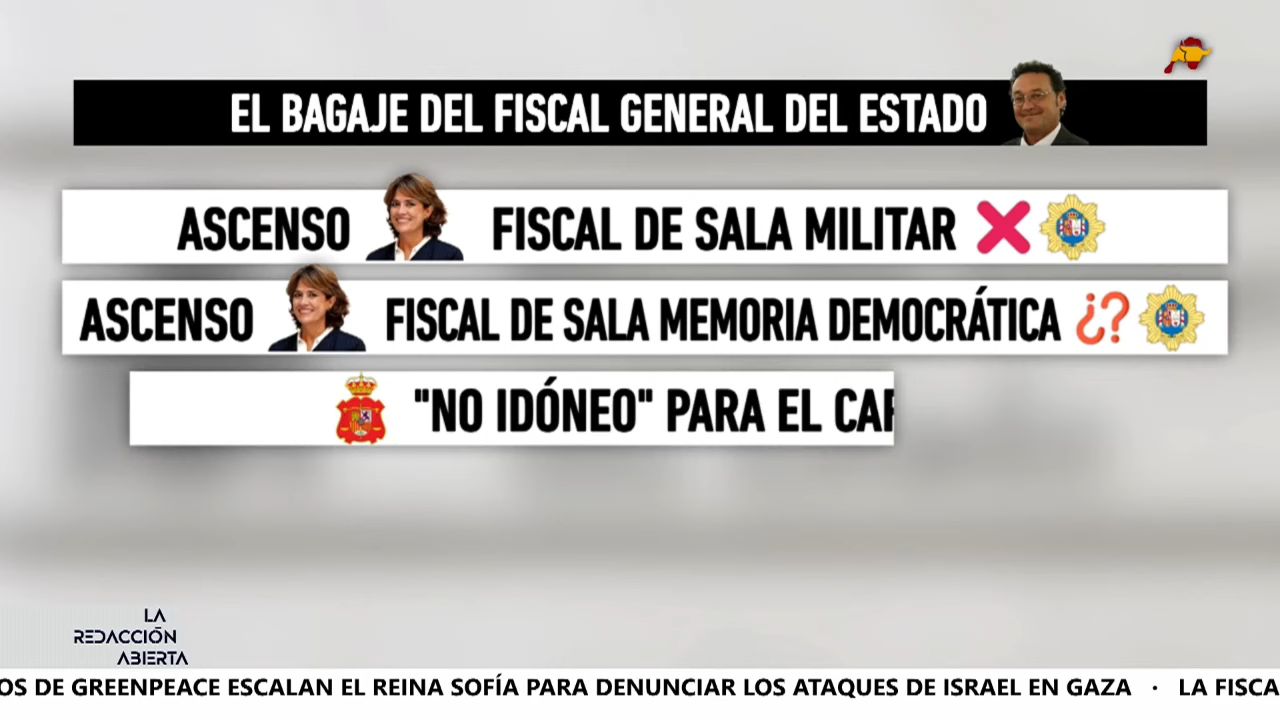 EL BAGAJE DEL FISCAL GENERAL DEL ESTADO
ASCENSO FISCAL DE SALA MILITAR
ASCENSO FISCAL DE SALA MEMORIA DEMOCRÁTICA ¿?
"NO IDÓNEO" PARA EL
LA
REDACCIÓN
ABIERTA
DE GREENPEACE ESCALAN EL REINA SOFÍA PARA DENUNCIAR LOS ATAQUES DE ISRAEL EN GAZA · LA